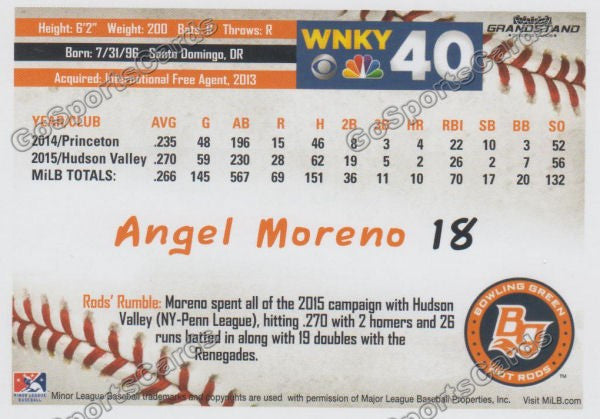 Height: 6'2" Weight: 200 Bats: R Throws: R
Born: 7/31/96 Santo Domingo, DR
Acquired: International Free Agent, 2013
WNKY 40
GRANDSTAND
YEAR/CLUB AVG G AB R H 2B 3B HR RBI SB BB SO
2014/Princeton .235 48 196 15 46 8 3 4 22 10 3 52
2015/Hudson Valley .270 59 230 28 62 19 5 2 26 2 7 56
MiLB TOTALS: .266 145 567 69 151 36 11 10 70 17 20 132
Angel Moreno 18
Rods' Rumble: Moreno spent all of the 2015 campaign with Hudson
Valley (NY-Penn League), hitting .270 with 2 homers and 26
runs batted in along with 19 doubles with the
Renegades.
BOWLING GREEN
BG
HOT RODS
TM
MINOR LEAGUE
BASEBALL
Minor League Baseball trademarks and copyrights are used with permission of Major League Baseball Properties, Inc.
Visit MiLB.com
GoSportsCards